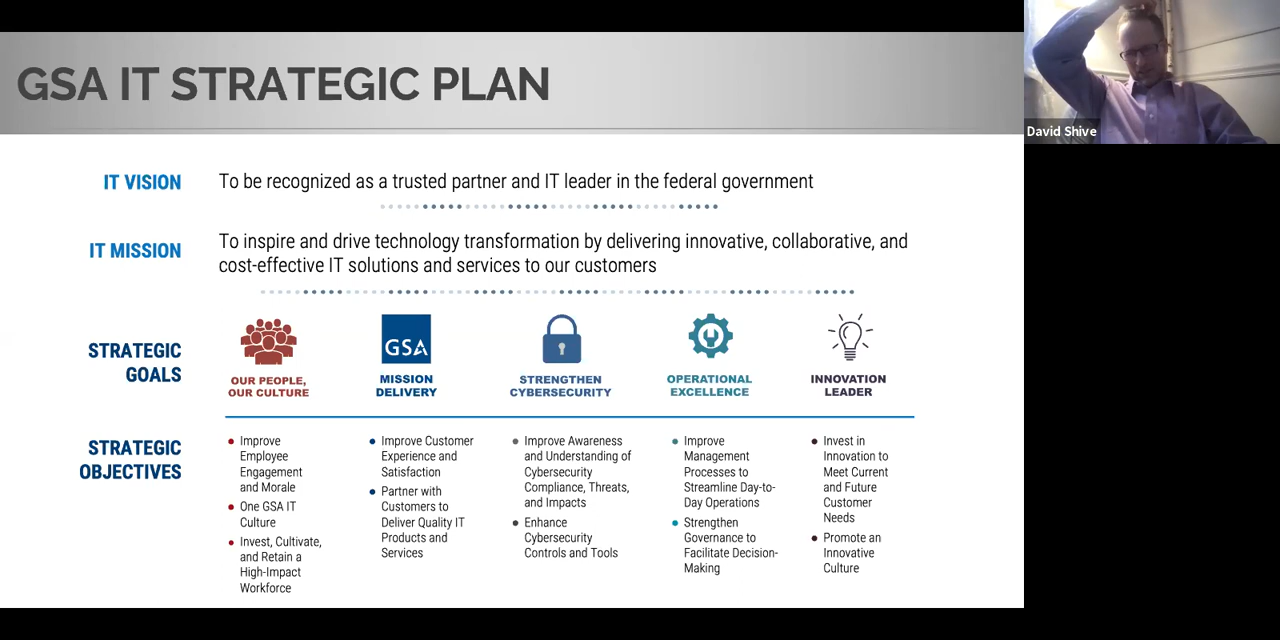 GSA IT STRATEGIC PLAN
David Shive
IT VISION
To be recognized as a trusted partner and IT leader in the federal government
IT MISSION
To inspire and drive technology transformation by delivering innovative, collaborative, and
cost-effective IT solutions and services to our customers
STRATEGIC
GOALS
OUR PEOPLE,
OUR CULTURE
GSA
MISSION
DELIVERY
STRENGTHEN
CYBERSECURITY
OPERATIONAL
EXCELLENCE
INNOVATION
LEADER
STRATEGIC
OBJECTIVES
• Improve
Employee
Engagement
and Morale
• One GSA IT
Culture
• Invest, Cultivate,
and Retain a
High-Impact
Workforce
• Improve Customer
Experience and
Satisfaction
• Partner with
Customers to
Deliver Quality IT
Products and
Services
• Improve Awareness
and Understanding of
Cybersecurity
Compliance, Threats,
and Impacts
• Enhance
Cybersecurity
Controls and Tools
• Improve
Management
Processes to
Streamline Day-to-
Day Operations
• Strengthen
Governance to
Facilitate Decision-
Making
• Invest in
Innovation to
Meet Current
and Future
Customer
Needs
• Promote an
Innovative
Culture